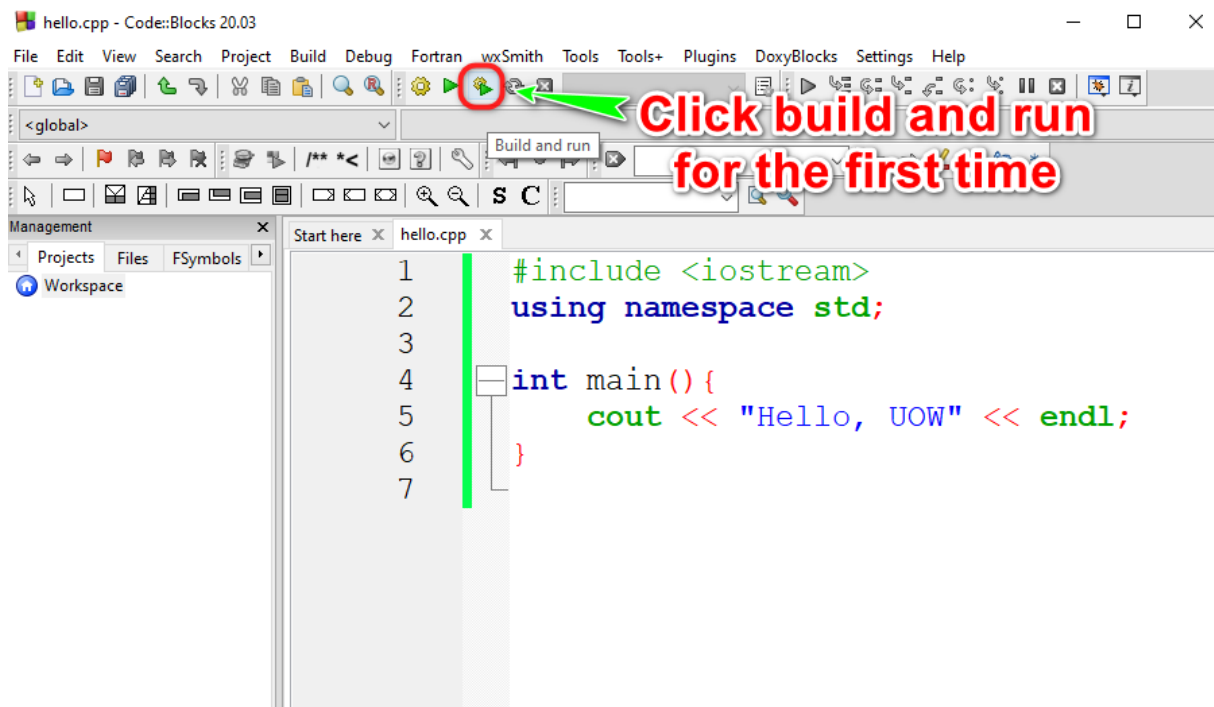 hello.cpp - Code::Blocks 20.03
File Edit View Search Project Build Debug Fortran wxSmith Tools Tools+ Plugins DoxyBlocks Settings Help
Click build and run
for the first time
<global>
Build and run
/** *<
S C
Management
Start here hello.cpp
Projects Files FSymbols
Workspace
1 #include <iostream>
2 using namespace std;
3
4 int main(){
5 cout << "Hello, UOW" << endl;
6 }
7